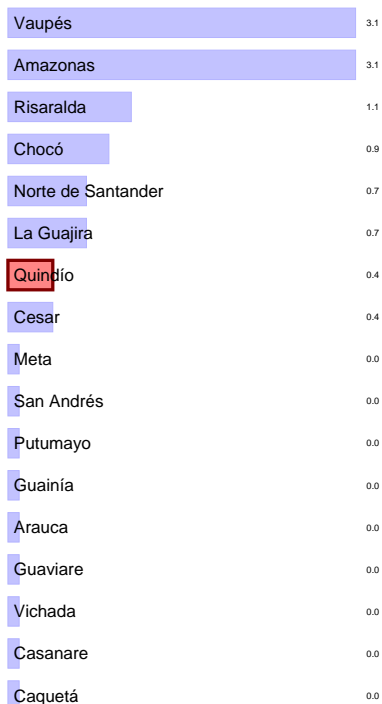 Vaupés 3.1
Amazonas 3.1
Risaralda 1.1
Chocó 0.9
Norte de Santander 0.7
La Guajira 0.7
Quindío 0.4
Cesar 0.4
Meta 0.0
San Andrés 0.0
Putumayo 0.0
Guainía 0.0
Arauca 0.0
Guaviare 0.0
Vichada 0.0
Casanare 0.0
Caquetá 0.0